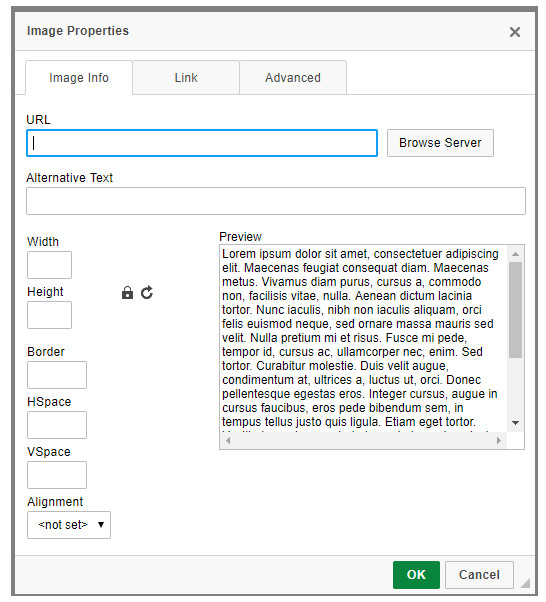 Image Properties
Image Info
Link
Advanced
URL
Browse Server
Alternative Text
Width
Height
Border
HSpace
VSpace
Alignment
<not set>
Preview
Lorem ipsum dolor sit amet, consectetuer adipiscing
elit. Maecenas feugiat consequat diam. Maecenas
metus. Vivamus diam purus, cursus a, commodo
non, facilisis vitae, nulla. Aenean dictum lacinia
tortor. Nunc iaculis, nibh non iaculis aliquam, orci
felis euismod neque, sed ornare massa mauris sed
velit. Nulla pretium mi et risus. Fusce mi pede,
tempor id, cursus ac, ullamcorper nec, enim. Sed
tortor. Curabitur molestie. Duis velit augue,
condimentum at, ultrices a, luctus ut, orci. Donec
pellentesque egestas eros. Integer cursus, augue in
cursus faucibus, eros pede bibendum sem, in
tempus tellus justo quis ligula. Etiam eget tortor.
OK
Cancel